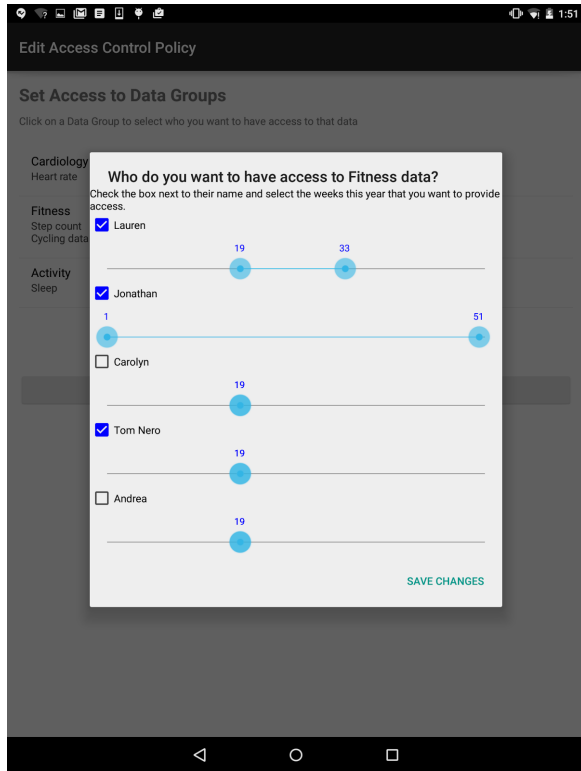 1:51
Edit Access Control Policy
Set Access to Data Groups
Click on a Data Group to select who you want to have access to that data
Cardiology
Heart rate
Fitness
Step count
Cycling data
Activity
Sleep
Who do you want to have access to Fitness data?
Check the box next to their name and select the weeks this year that you want to provide
access.
Lauren
19 33
Jonathan
1 51
Carolyn
19
Tom Nero
19
Andrea
19
SAVE CHANGES